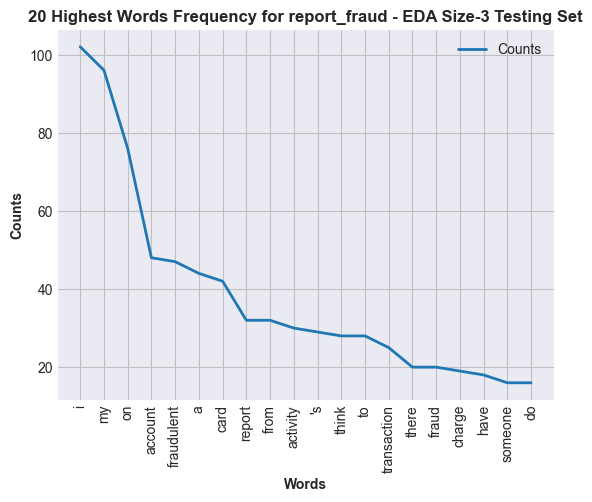 20 Highest Words Frequency for report_fraud - EDA Size-3 Testing Set
Counts
100
80
60
40
20
Counts
i
my
on
account
fraudulent
a
card
report
from
activity
's
think
to
transaction
there
fraud
charge
have
someone
do
Words